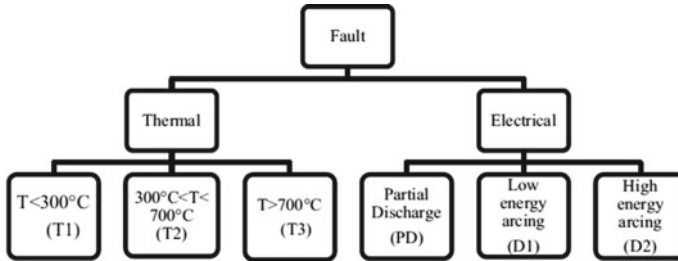 Fault
Thermal
Electrical
T<300°C
(T1)
300°C<T<
700°C
(T2)
T>700°C
(T3)
Partial
Discharge
(PD)
Low
energy
arcing
(D1)
High
energy
arcing
(D2)